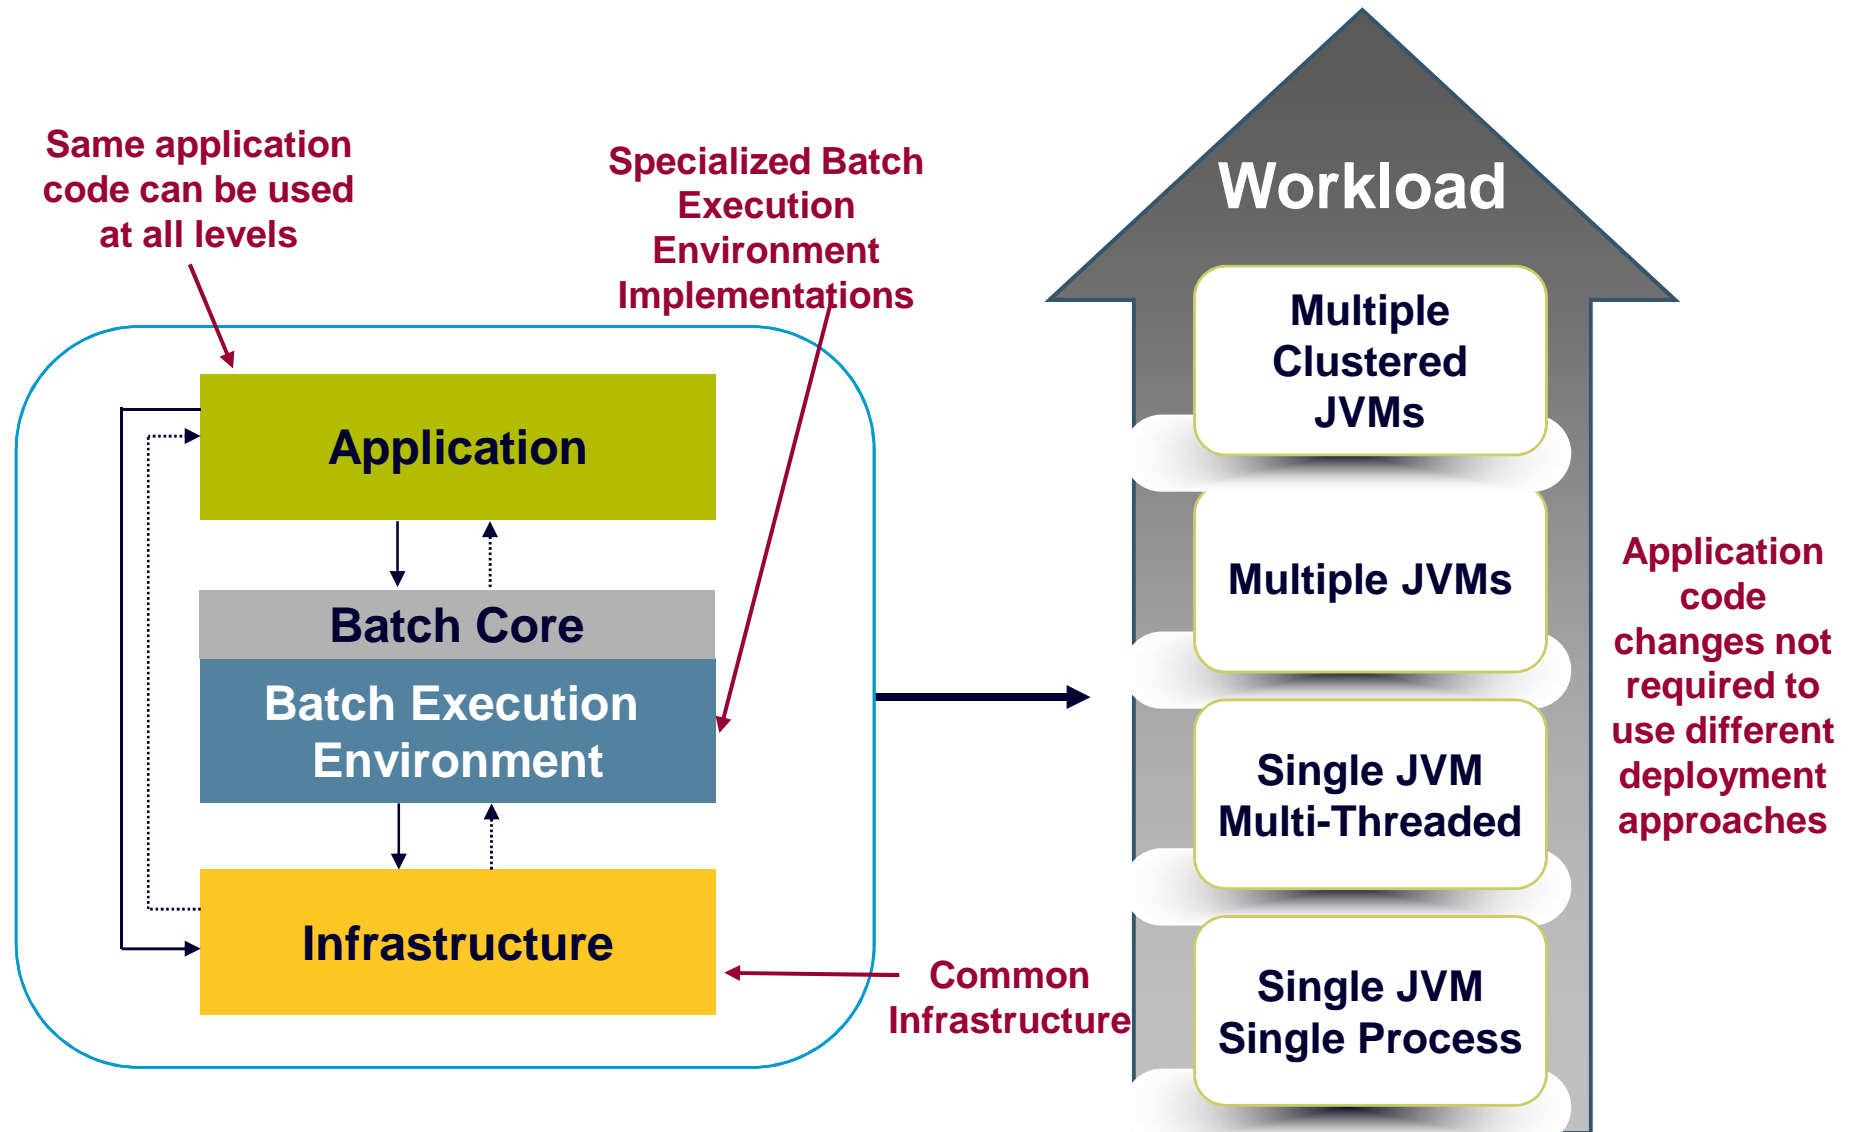 Same application
code can be used
at all levels
Specialized Batch
Execution
Environment
Implementations
Application
Batch Core
Batch Execution
Environment
Infrastructure
Common
Infrastructure
Workload
Multiple
Clustered
JVMs
Multiple JVMs
Single JVM
Multi-Threaded
Single JVM
Single Process
Application
code
changes not
required to
use different
deployment
approaches